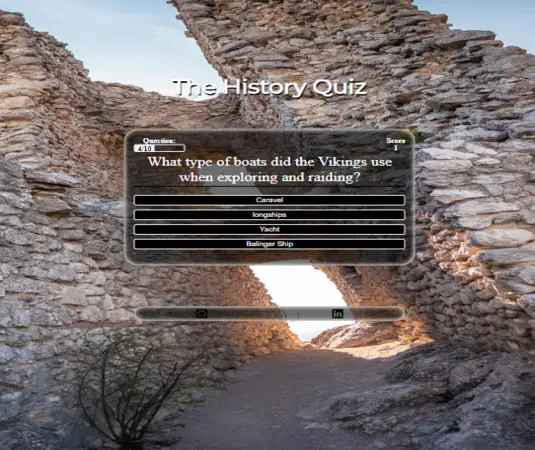 The History Quiz
Question:
4/10
Score
1
What type of boats did the Vikings use
when exploring and raiding?
Caravel
longships
Yacht
Balinger Ship
in